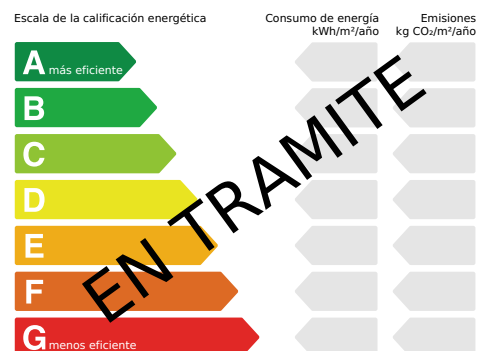 Escala de la calificación energética
Consumo de energía
kWh/m²/año
Emisiones
kg CO₂/m²/año
A más eficiente
B
C
D
E
F
G menos eficiente
EN TRAMITE